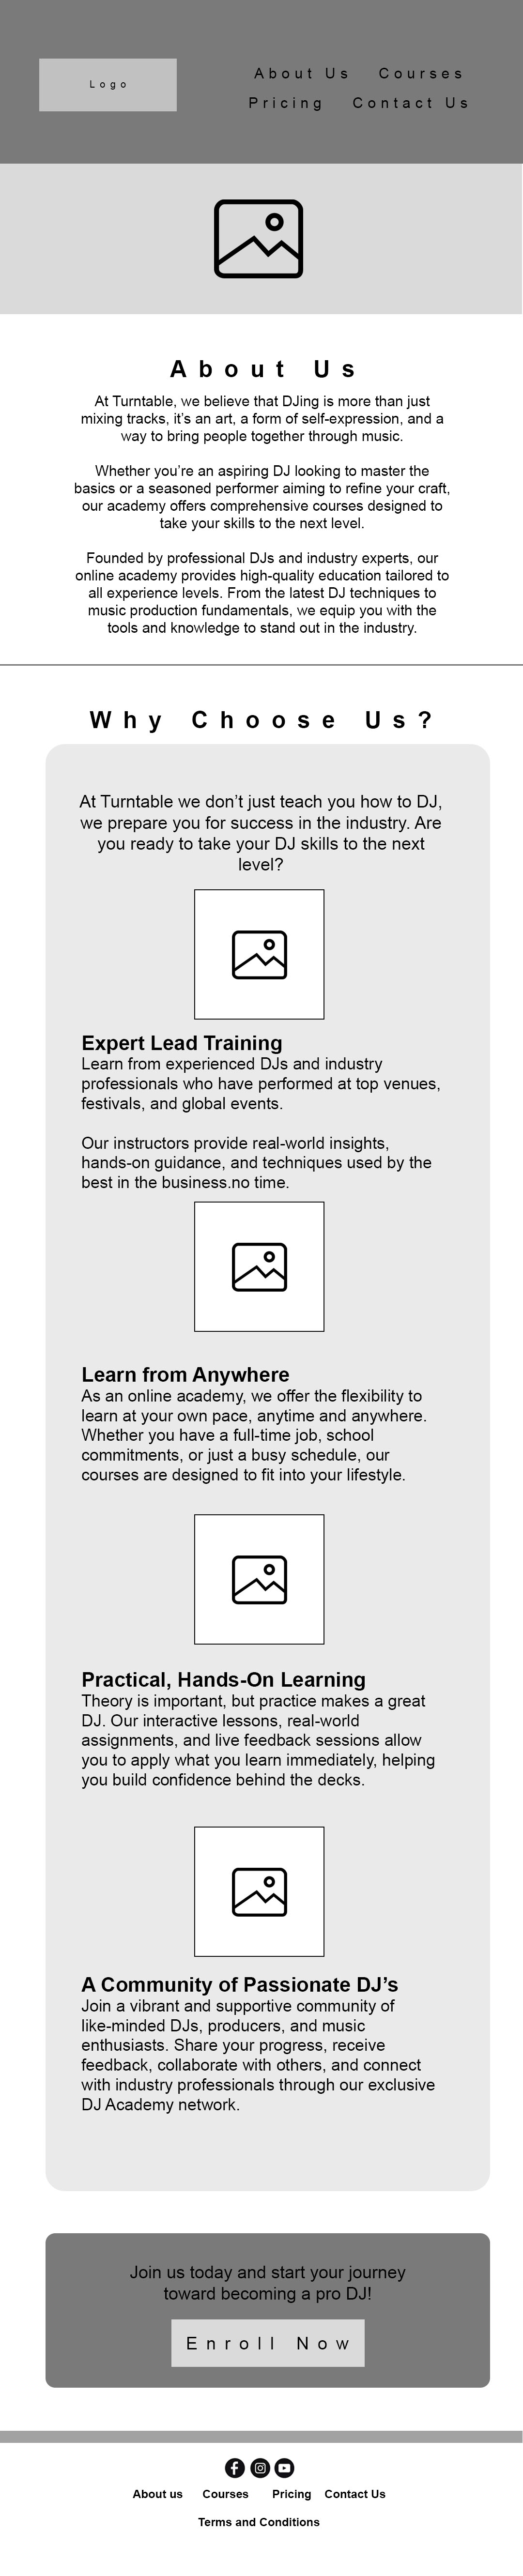 Logo
About Us Courses
Pricing Contact Us
About Us
At Turntable, we believe that DJing is more than just
mixing tracks, it’s an art, a form of self-expression, and a
way to bring people together through music.
Whether you’re an aspiring DJ looking to master the
basics or a seasoned performer aiming to refine your craft,
our academy offers comprehensive courses designed to
take your skills to the next level.
Founded by professional DJs and industry experts, our
online academy provides high-quality education tailored to
all experience levels. From the latest DJ techniques to
music production fundamentals, we equip you with the
tools and knowledge to stand out in the industry.
Why Choose Us?
At Turntable we don’t just teach you how to DJ,
we prepare you for success in the industry. Are
you ready to take your DJ skills to the next
level?
Expert Lead Training
Learn from experienced DJs and industry
professionals who have performed at top venues,
festivals, and global events.
Our instructors provide real-world insights,
hands-on guidance, and techniques used by the
best in the business.no time.
Learn from Anywhere
As an online academy, we offer the flexibility to
learn at your own pace, anytime and anywhere.
Whether you have a full-time job, school
commitments, or just a busy schedule, our
courses are designed to fit into your lifestyle.
Practical, Hands-On Learning
Theory is important, but practice makes a great
DJ. Our interactive lessons, real-world
assignments, and live feedback sessions allow
you to apply what you learn immediately, helping
you build confidence behind the decks.
A Community of Passionate DJ’s
Join a vibrant and supportive community of
like-minded DJs, producers, and music
enthusiasts. Share your progress, receive
feedback, collaborate with others, and connect
with industry professionals through our exclusive
DJ Academy network.
Join us today and start your journey
toward becoming a pro DJ!
Enroll Now
About us Courses Pricing Contact Us
Terms and Conditions